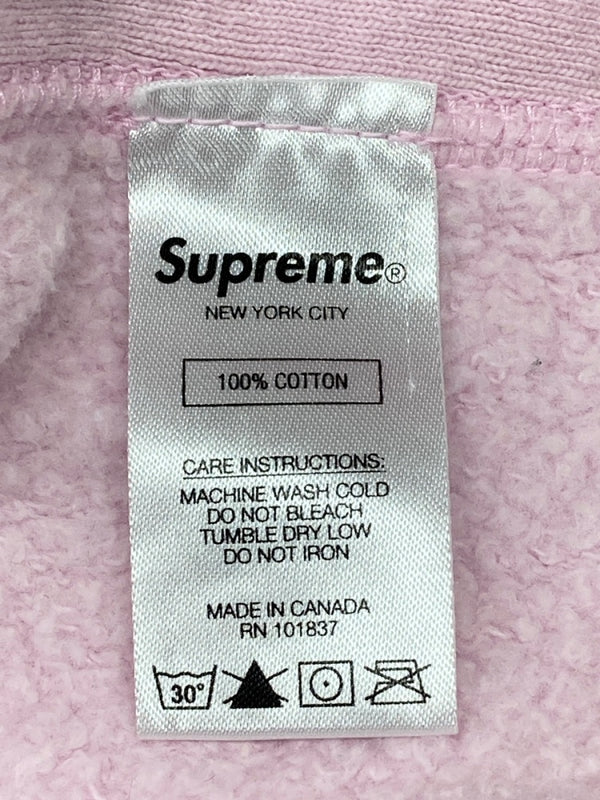 Supreme®
NEW YORK CITY
100% COTTON
CARE INSTRUCTIONS:
MACHINE WASH COLD
DO NOT BLEACH
TUMBLE DRY LOW
DO NOT IRON
MADE IN CANADA
RN 101837
30°